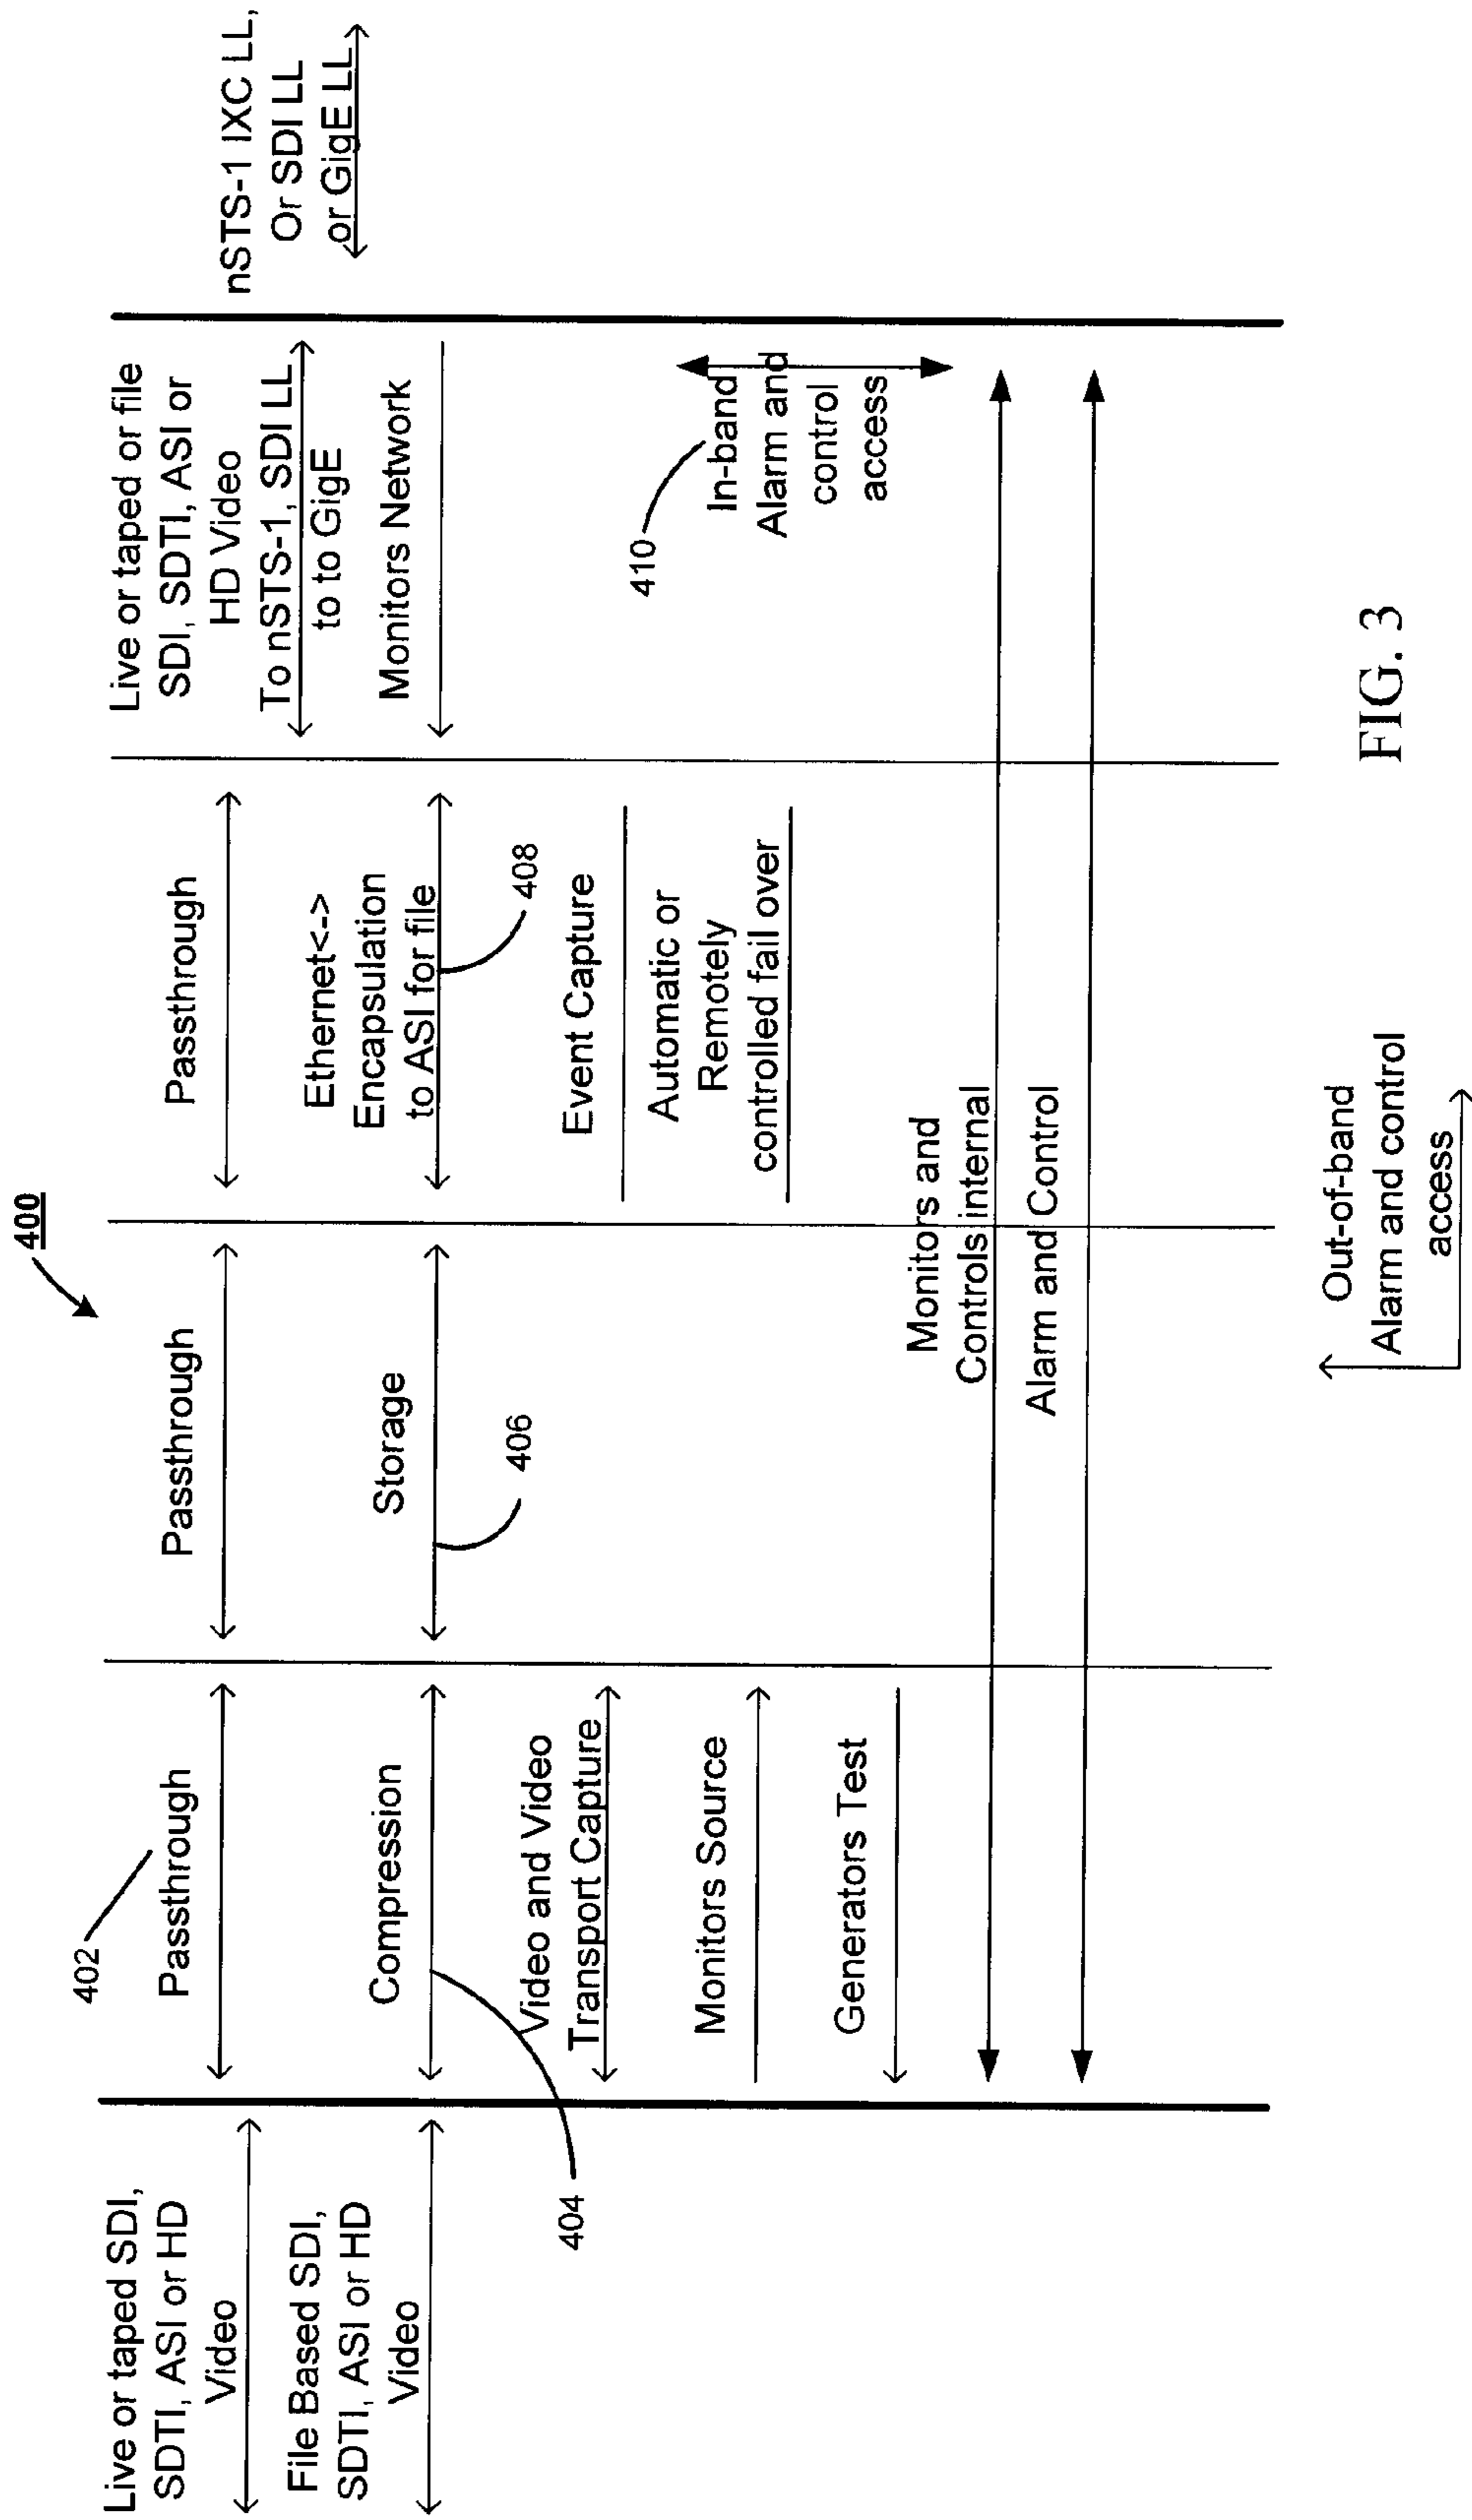 400
Live or taped SDI,
SDTI, ASI or HD
Video
File Based SDI,
SDTI, ASI or HD
Video
402
Passthrough
Compression
404
Video and Video
Transport Capture
Monitors Source
Generators Test
Passthrough
Storage
406
Passthrough
Ethernet<->
Encapsulation
to ASI for file
408
Event Capture
Automatic or
Remotely
controlled fail over
Live or taped or file
SDI, SDTI, ASI or
HD Video
To nSTS-1, SDI LL
to to GigE
Monitors Network
410
In-band
Alarm and
control
access
nSTS-1 IXC LL,
Or SDI LL
or GigE LL
Monitors and
Controls internal
Alarm and Control
Out-of-band
Alarm and control
access
FIG. 3